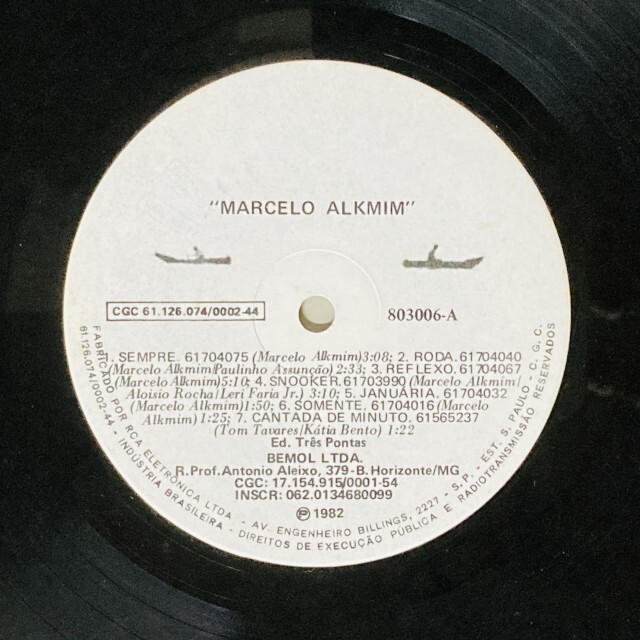 "MARCELO ALKMIM"
CGC 61.126.074/0002-44
803006-A
1. SEMPRE. 61704075 (Marcelo Alkmim)3:08; 2. RODA.61704040
(Marcelo Alkmim/Paulinho Assunção) 2:33; 3. REFLEXO.61704067
(Marcelo Alkmim)5:10; 4. SNOOKER.61703990 (Marcelo Alkmim/
Aloisio Rocha/Leri Faria Jr.) 3:10; 5. JANUÁRIA.61704032
(Marcelo Alkmim)1:50; 6. SOMENTE.61704016 (Marcelo
Alkmim) 1:25; 7. CANTADA DE MINUTO. 61565237
(Tom Tavares/Kátia Bento) 1:22
Ed. Três Pontas
BEMOL LTDA.
R.Prof.Antonio Aleixo, 379-B.Horizonte/MG
CGC: 17.154.915/0001-54
INSCR: 062.0134680099
Ⓟ 1982
FABRICADO POR RCA ELETRÔNICA LTDA. - AV. ENGENHEIRO BILLINGS, 2227 - S.P. - EST. S. PAULO - C.G.C.
61.126.074/0002-44 - INDÚSTRIA BRASILEIRA - DIREITOS DE EXECUÇÃO PÚBLICA E RADIOTRANSMISSÃO RESERVADOS